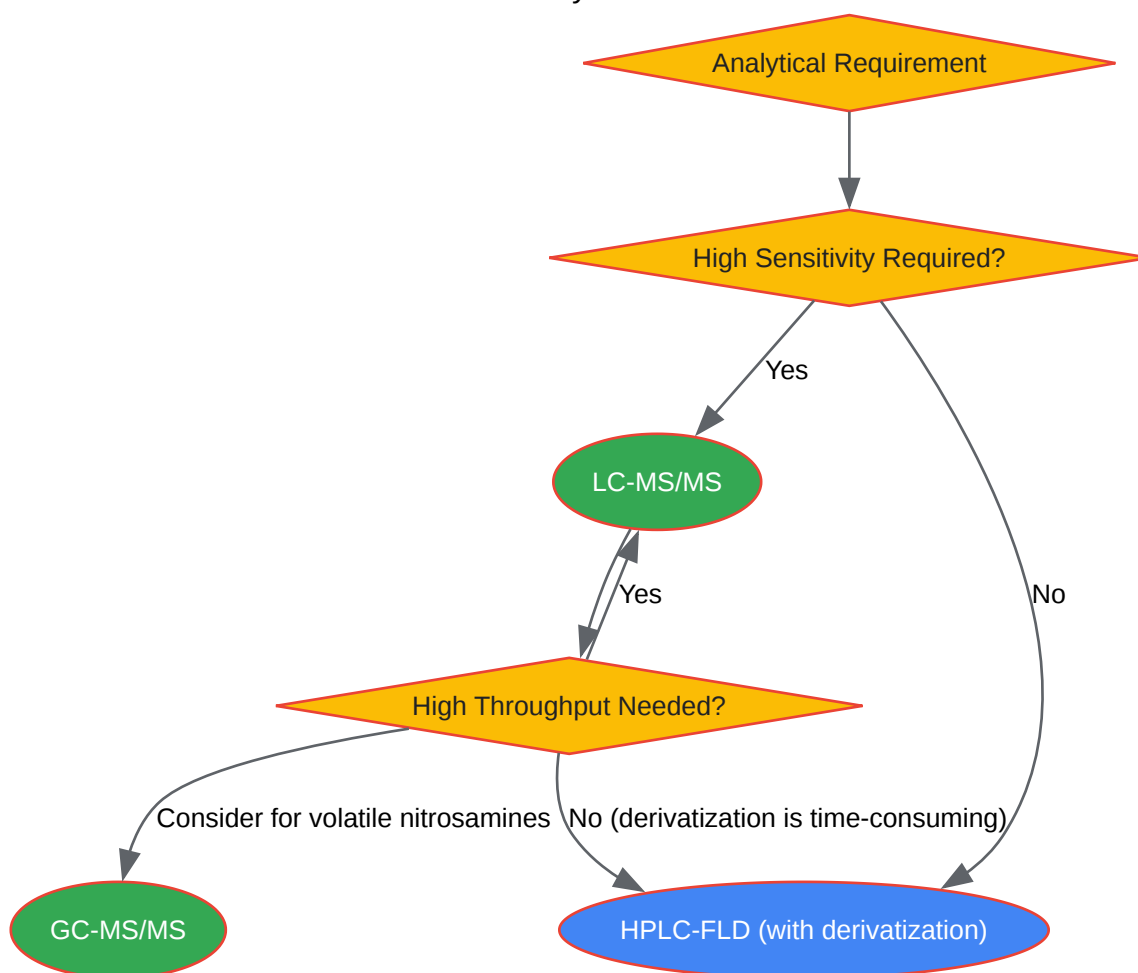 Analytical Requirement
High Sensitivity Required?
Yes
LC-MS/MS
Yes
No
High Throughput Needed?
Consider for volatile nitrosamines
No (derivatization is time-consuming)
GC-MS/MS
HPLC-FLD (with derivatization)